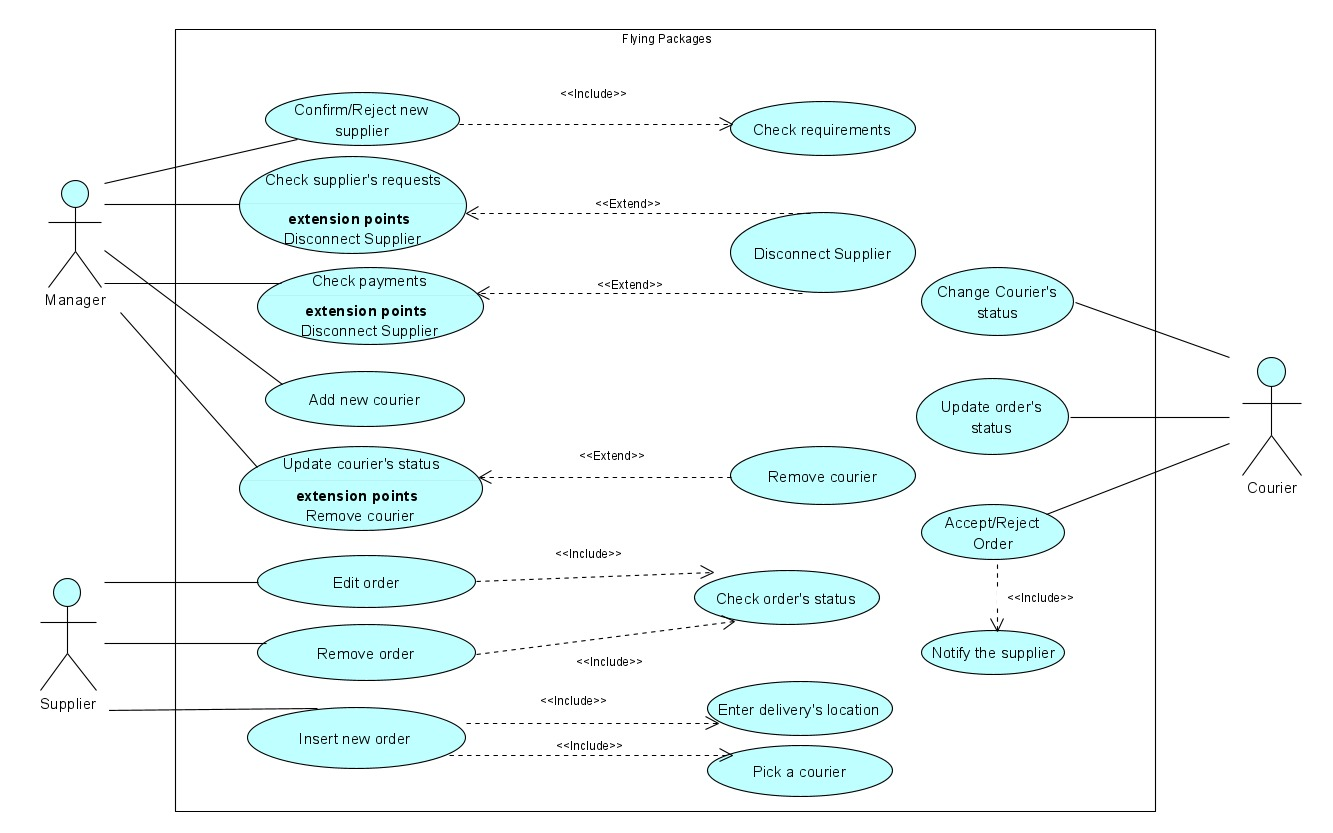 Flying Packages
Confirm/Reject new
supplier
<<Include>>
Check requirements
Check supplier's requests
extension points
Disconnect Supplier
<<Extend>>
Disconnect Supplier
Manager
Check payments
extension points
Disconnect Supplier
<<Extend>>
Change Courier's
status
Add new courier
Update order's
status
Update courier's status
extension points
Remove courier
<<Extend>>
Remove courier
Courier
Accept/Reject
Order
Edit order
<<Include>>
Check order's status
<<Include>>
Remove order
<<Include>>
Notify the supplier
Supplier
Insert new order
<<Include>>
Enter delivery's location
<<Include>>
Pick a courier